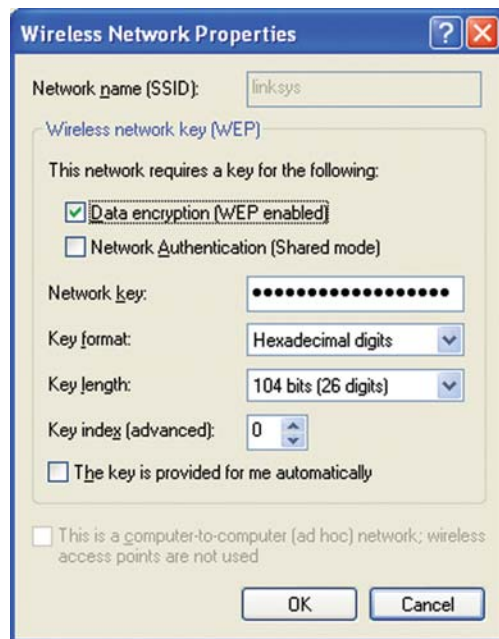 Wireless Network Properties
Network name (SSID): linksys
Wireless network key (WEP)
This network requires a key for the following:
Data encryption (WEP enabled)
Network Authentication (Shared mode)
Network key: ••••••••••••••••••
Key format: Hexadecimal digits
Key length: 104 bits (26 digits)
Key index (advanced): 0
The key is provided for me automatically
This is a computer-to-computer (ad hoc) network; wireless
access points are not used
OK Cancel